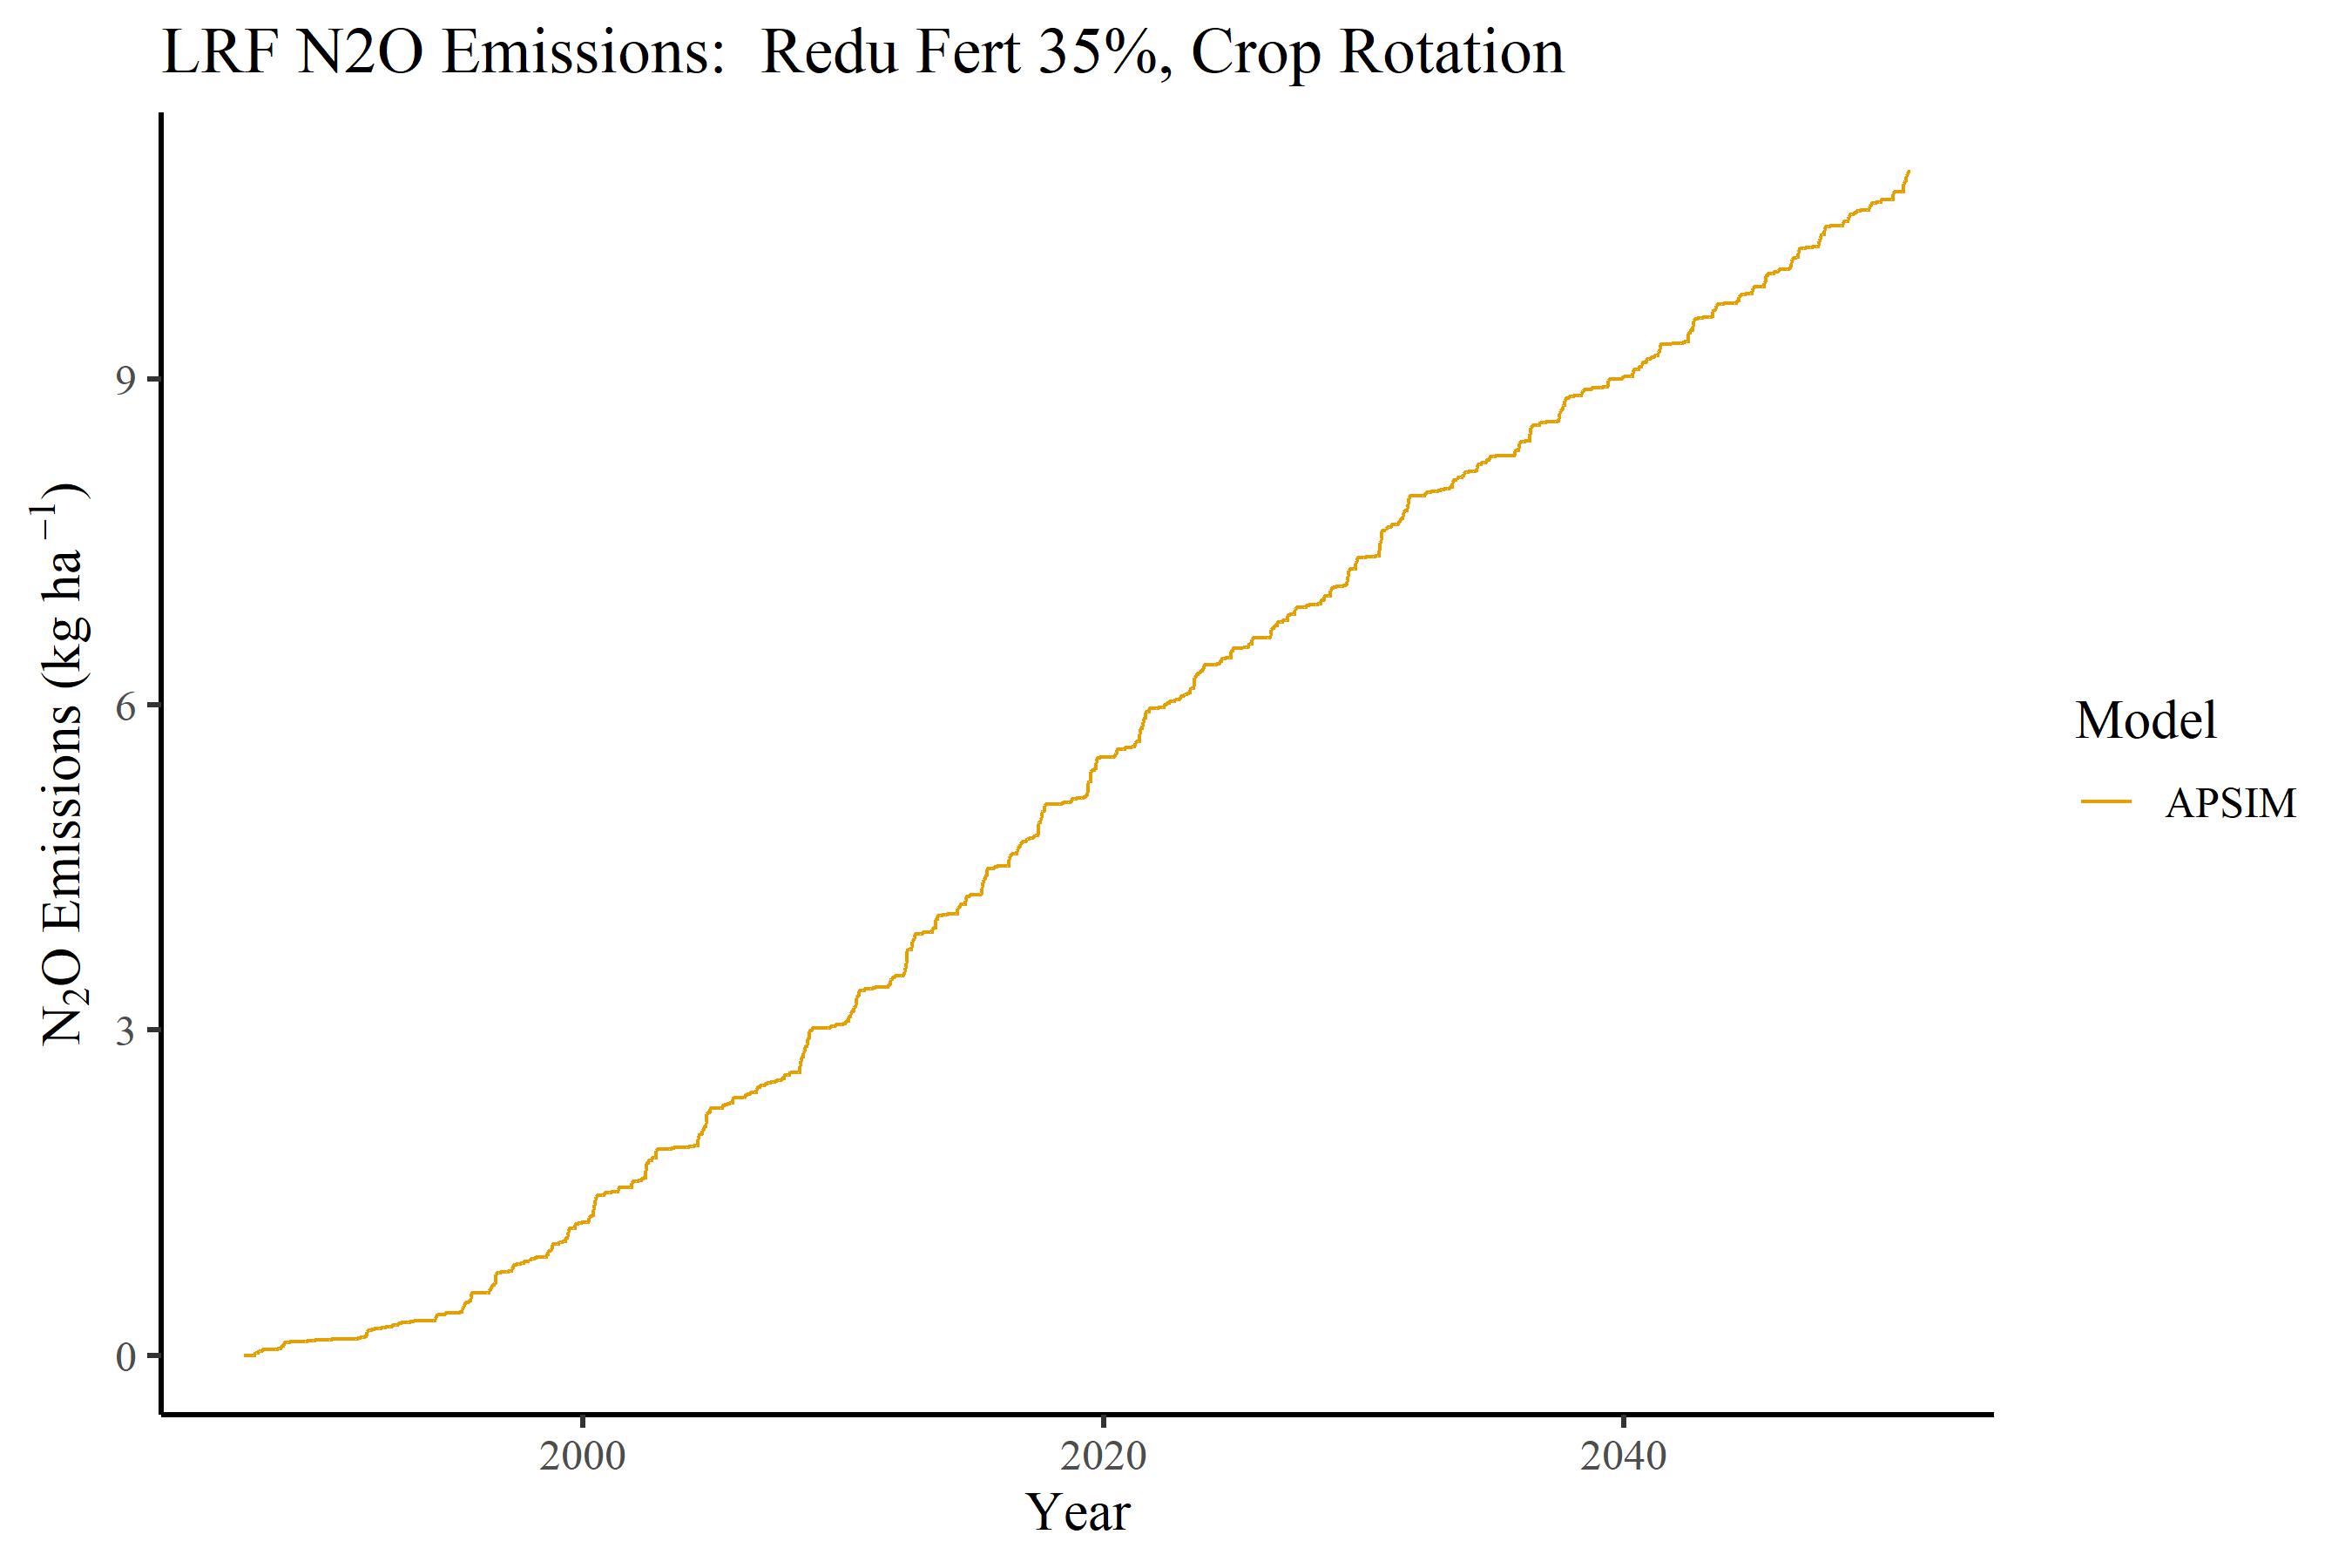 LRF N2O Emissions:  Redu Fert 35%, Crop Rotation
N₂O Emissions (kg ha⁻¹)
9
6
3
0
2000 2020 2040
Year
Model
APSIM